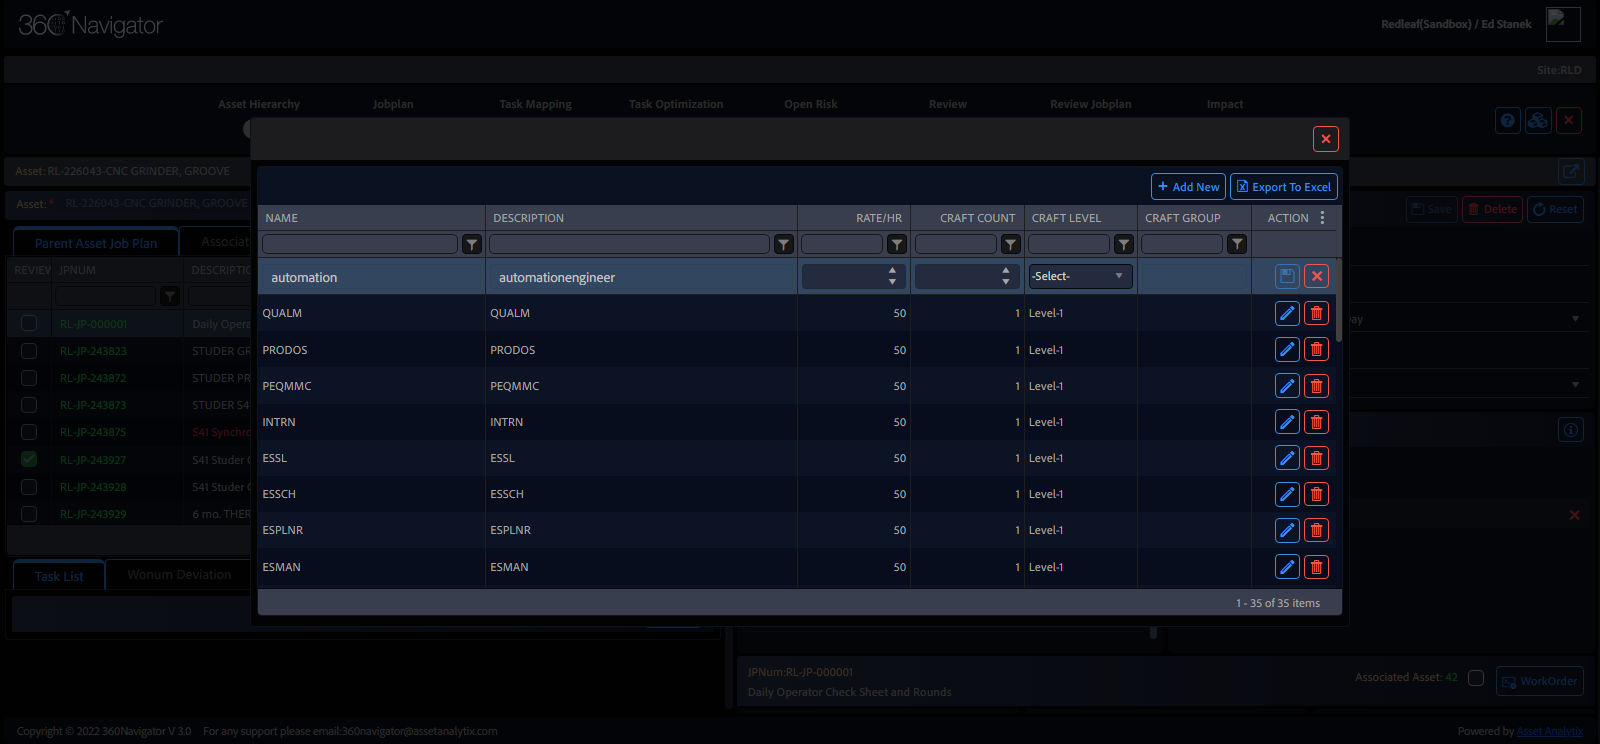 360 Navigator
Redleaf(Sandbox) / Ed Stanek
Site:RLD
Asset Hierarchy Jobplan Task Mapping Task Optimization Open Risk Review Review Jobplan Impact
Asset: RL-226043-CNC GRINDER, GROOVE
Asset: * RL-226043-CNC GRINDER, GROOVE
Save Delete Reset
Parent Asset Job Plan Associat
REVIEW JPNUM DESCRIPTIO
RL-JP-000001 Daily Opera
RL-JP-243823 STUDER GR
RL-JP-243872 STUDER PR
RL-JP-243873 STUDER S4
RL-JP-243875 S41 Synchro
RL-JP-243927 S41 Studer
RL-JP-243928 S41 Studer
RL-JP-243929 6 mo. THER
Task List Wonum Deviation
+ Add New Export To Excel
NAME DESCRIPTION RATE/HR CRAFT COUNT CRAFT LEVEL CRAFT GROUP ACTION
automation automationengineer -Select-
QUALM QUALM 50 1 Level-1
PRODOS PRODOS 50 1 Level-1
PEQMMC PEQMMC 50 1 Level-1
INTRN INTRN 50 1 Level-1
ESSL ESSL 50 1 Level-1
ESSCH ESSCH 50 1 Level-1
ESPLNR ESPLNR 50 1 Level-1
ESMAN ESMAN 50 1 Level-1
1 - 35 of 35 items
ay
JPNum:RL-JP-000001
Daily Operator Check Sheet and Rounds
Associated Asset: 42 WorkOrder
Copyright © 2022 360Navigator V 3.0 For any support please email:360navigator@assetanalytix.com
Powered by Asset Analytix